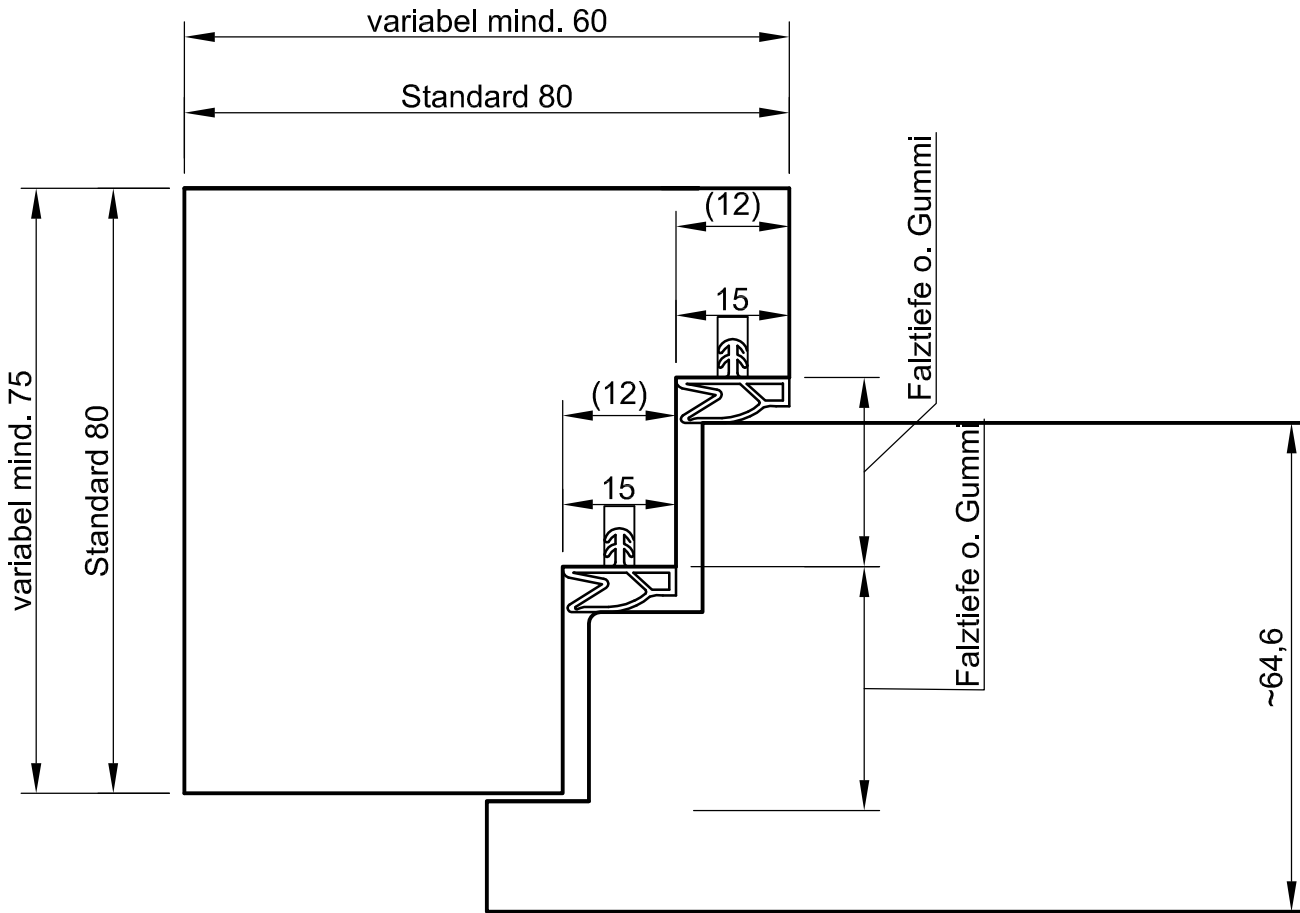 variabel mind. 60
Standard 80
(12)
15
(12)
15
variabel mind. 75
Standard 80
Falztiefe o. Gummi
Falztiefe o. Gummi
~64,6